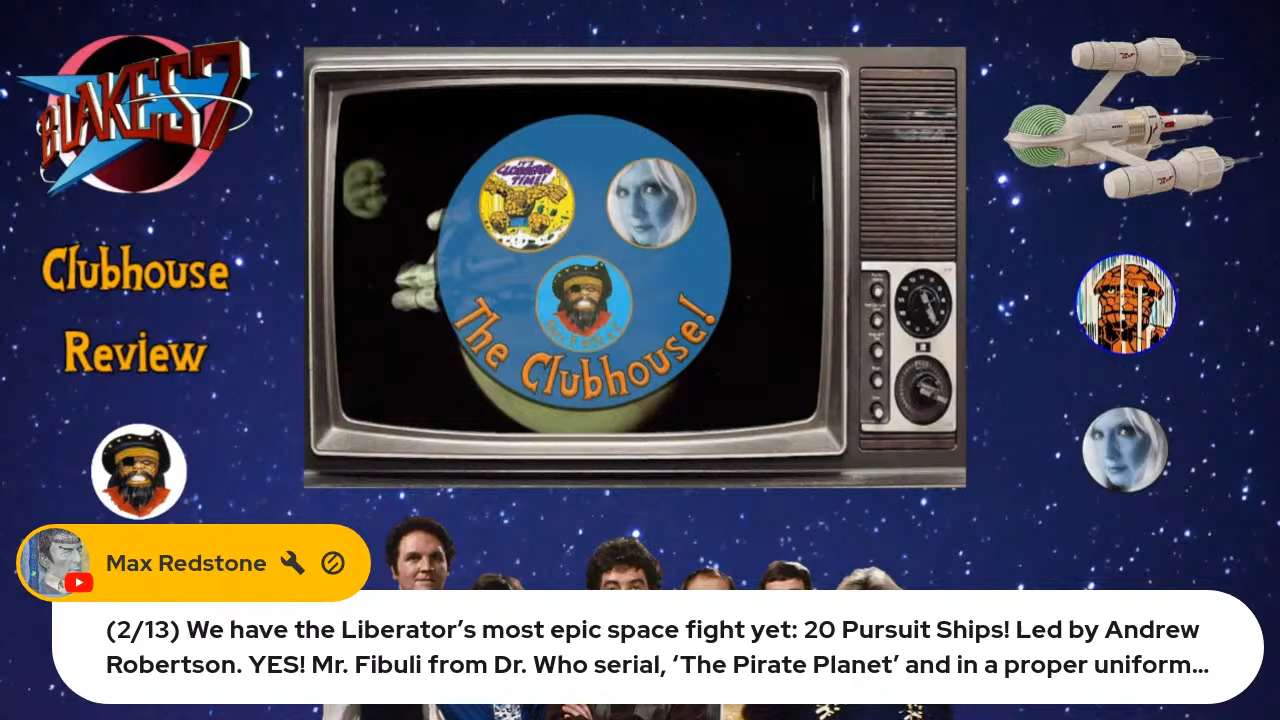 BLAKES 7
Clubhouse
Review
IT'S
CLOBBERIN'
TIME!
The Clubhouse!
Max Redstone
(2/13) We have the Liberator’s most epic space fight yet: 20 Pursuit Ships! Led by Andrew
Robertson. YES! Mr. Fibuli from Dr. Who serial, ‘The Pirate Planet’ and in a proper uniform...